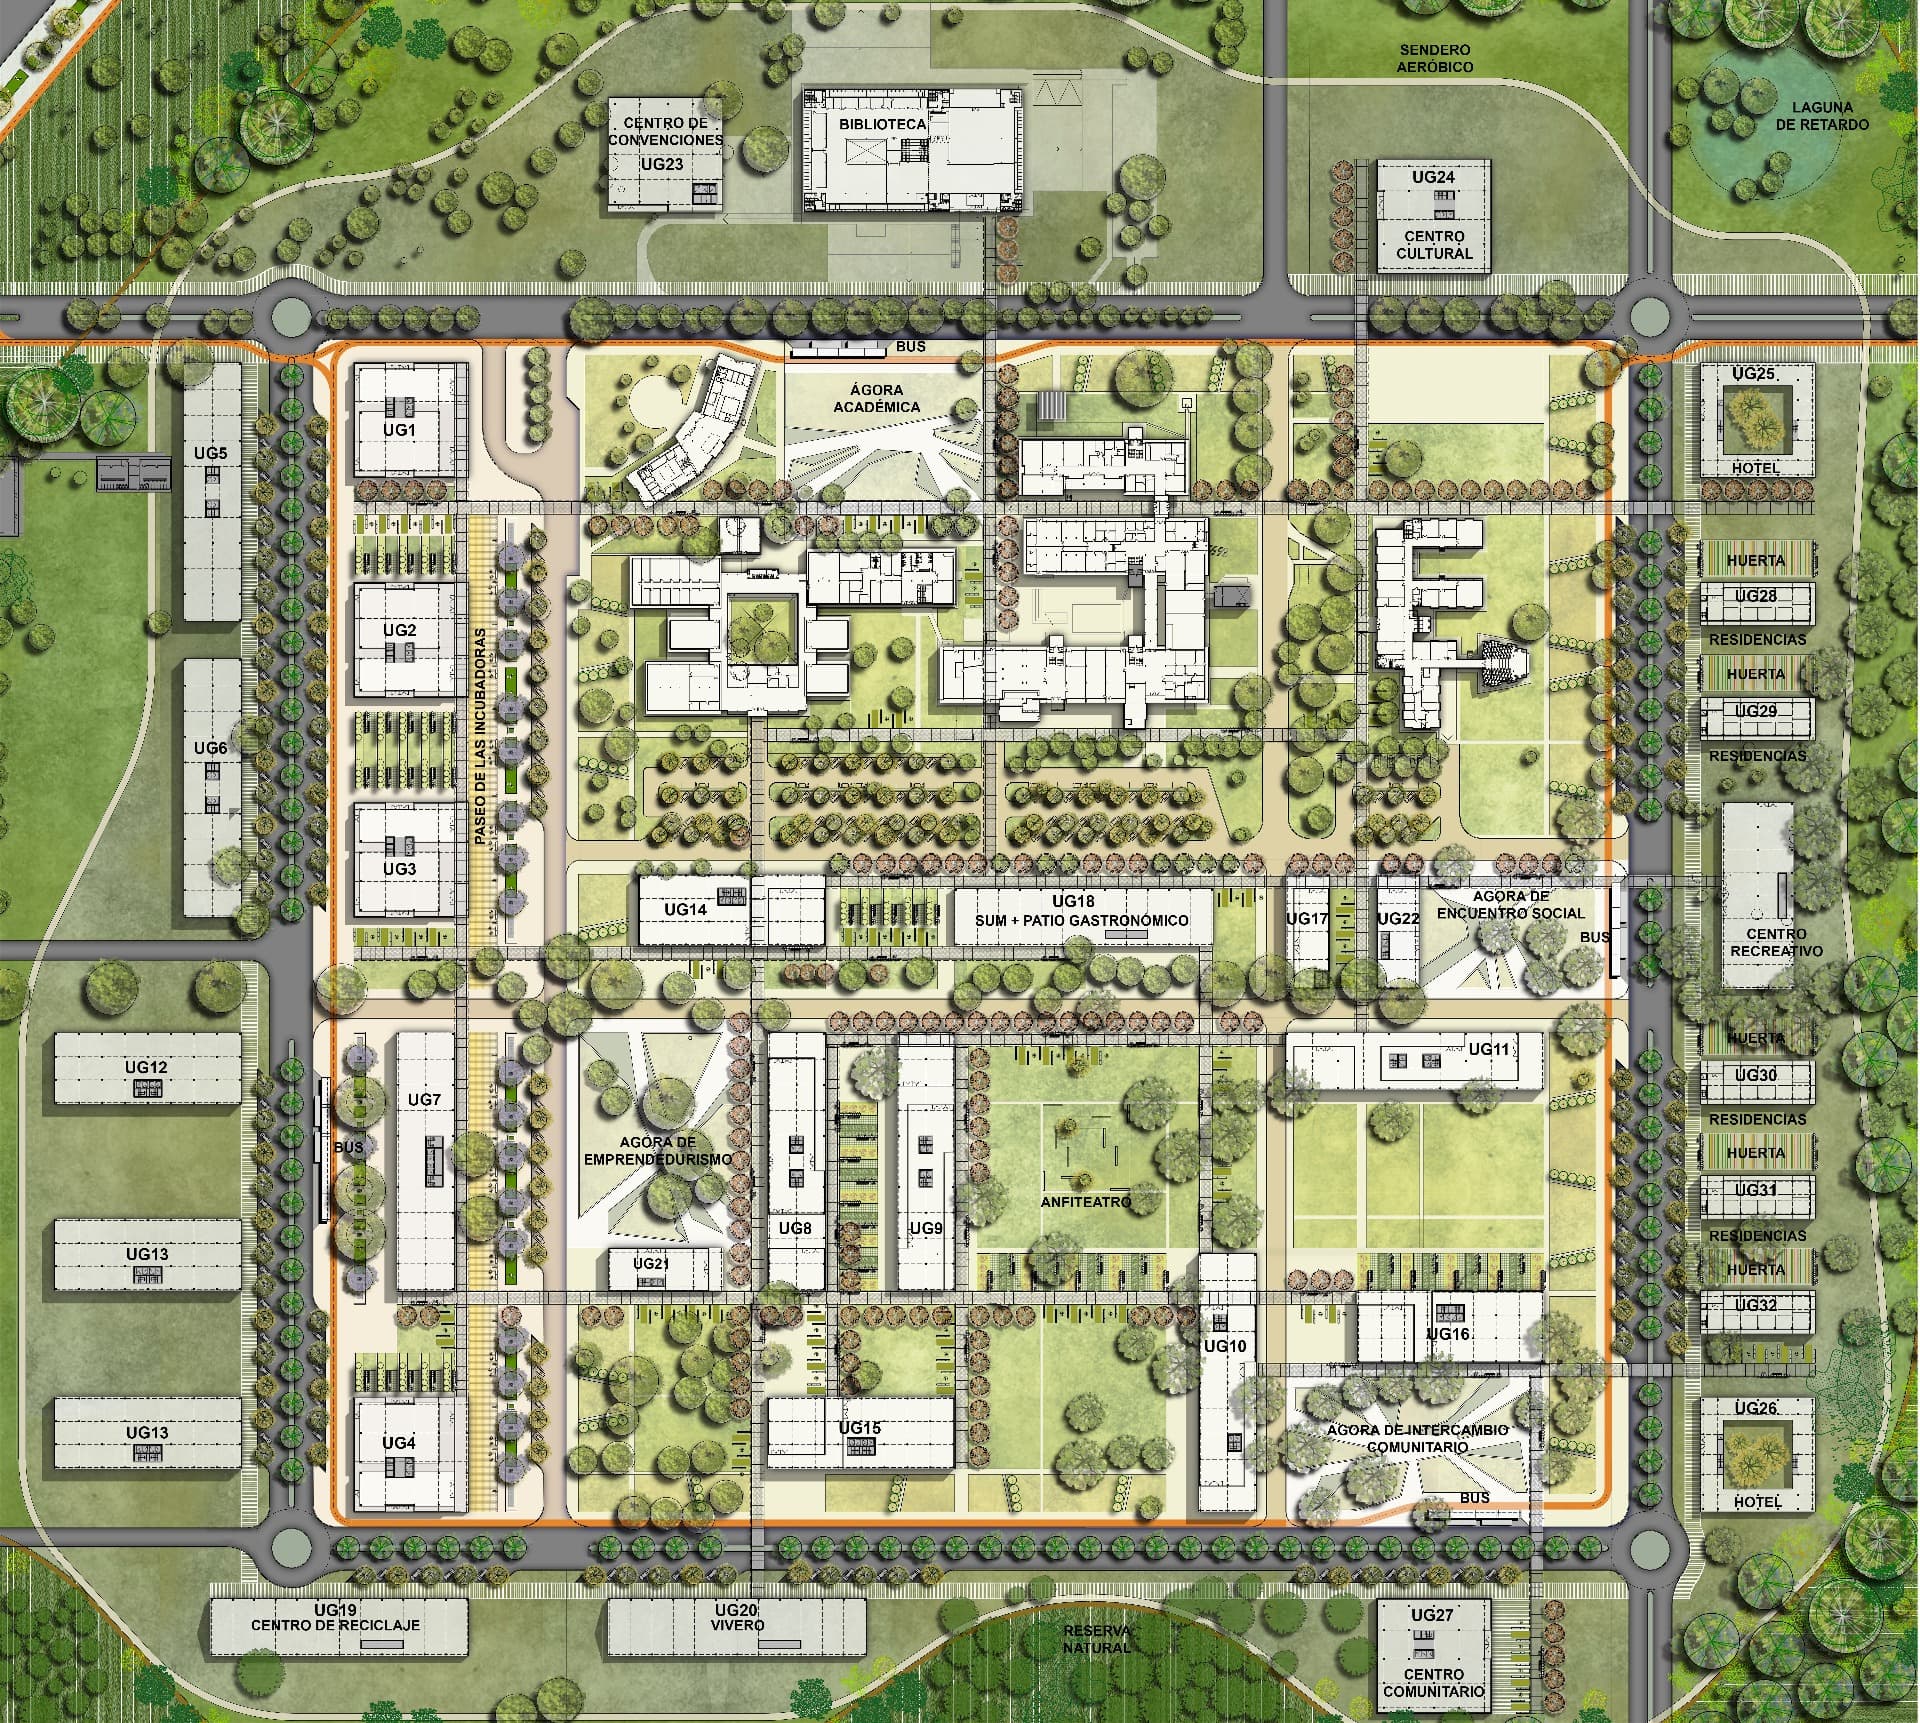 SENDERO
AERÓBICO
LAGUNA
DE RETARDO
CENTRO DE
CONVENCIONES
UG23
BIBLIOTECA
UG24
CENTRO
CULTURAL
BUS
ÁGORA
ACADÉMICA
UG25
HOTEL
UG1
UG5
HUERTA
UG28
RESIDENCIAS
HUERTA
UG29
RESIDENCIAS
UG2
PASEO DE LAS INCUBADORAS
UG6
UG3
UG14
UG18
SUM + PATIO GASTRONÓMICO
UG17
UG22
AGORA DE
ENCUENTRO SOCIAL
BUS
CENTRO
RECREATIVO
HUERTA
UG30
RESIDENCIAS
HUERTA
UG31
RESIDENCIAS
HUERTA
UG32
UG12
UG7
BUS
AGORA DE
EMPRENDEDURISMO
UG8
UG9
ANFITEATRO
UG11
UG13
UG21
UG10
UG16
UG13
UG4
UG15
AGORA DE INTERCAMBIO
COMUNITARIO
BUS
UG26
HOTEL
UG19
CENTRO DE RECICLAJE
UG20
VIVERO
RESERVA
NATURAL
UG27
CENTRO
COMUNITARIO